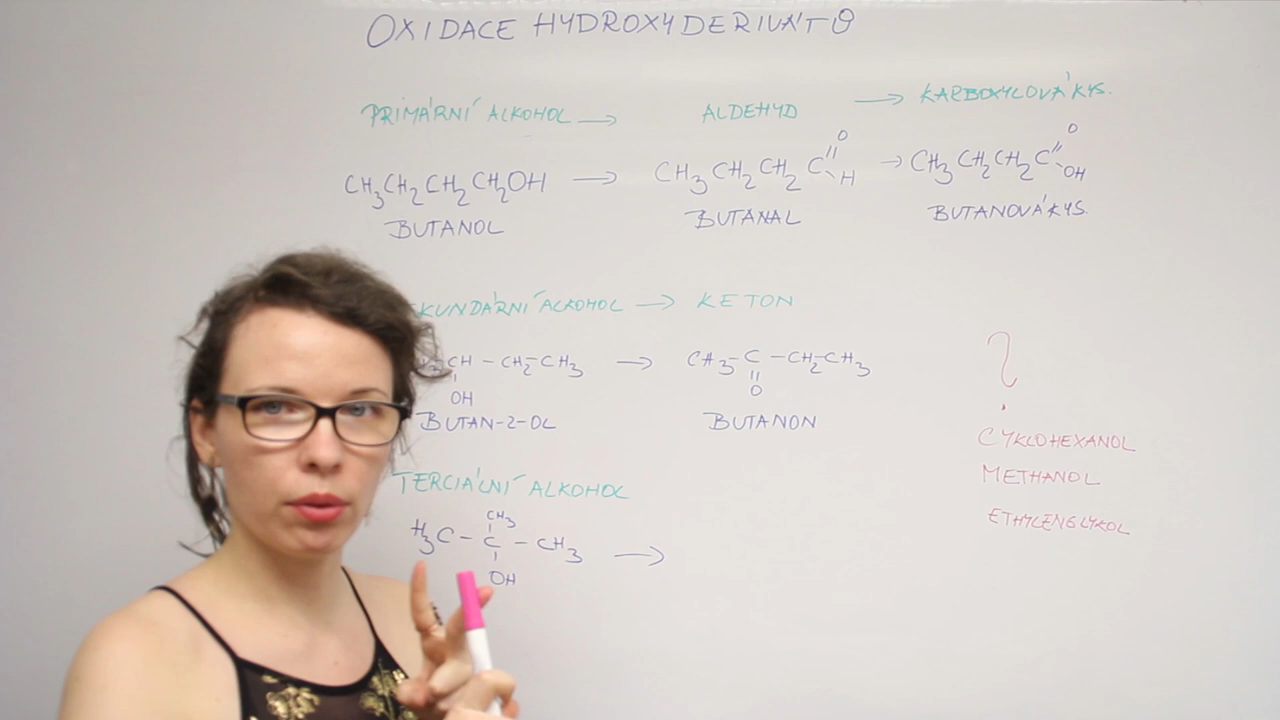 OXIDACE HYDROXYDERIVÁTŮ
PRIMÁRNÍ ALKOHOL → ALDEHYD → KARBOXYLOVÁ KYS.
CH3CH2CH2CH2OH → CH3CH2CH2C(=O)H → CH3CH2CH2C(=O)OH
BUTANOL BUTANAL BUTANOVÁ KYS.
KUNDÁRNÍ ALKOHOL → KETON
CH - CH2-CH3 → CH3 - C - CH2-CH3
OH O
BUTAN-2-OL BUTANON
?
CYKLOHEXANOL
METHANOL
ETHYLENGLYKOL
TERCIÁLNÍ ALKOHOL
CH3
H3C - C - CH3 →
OH